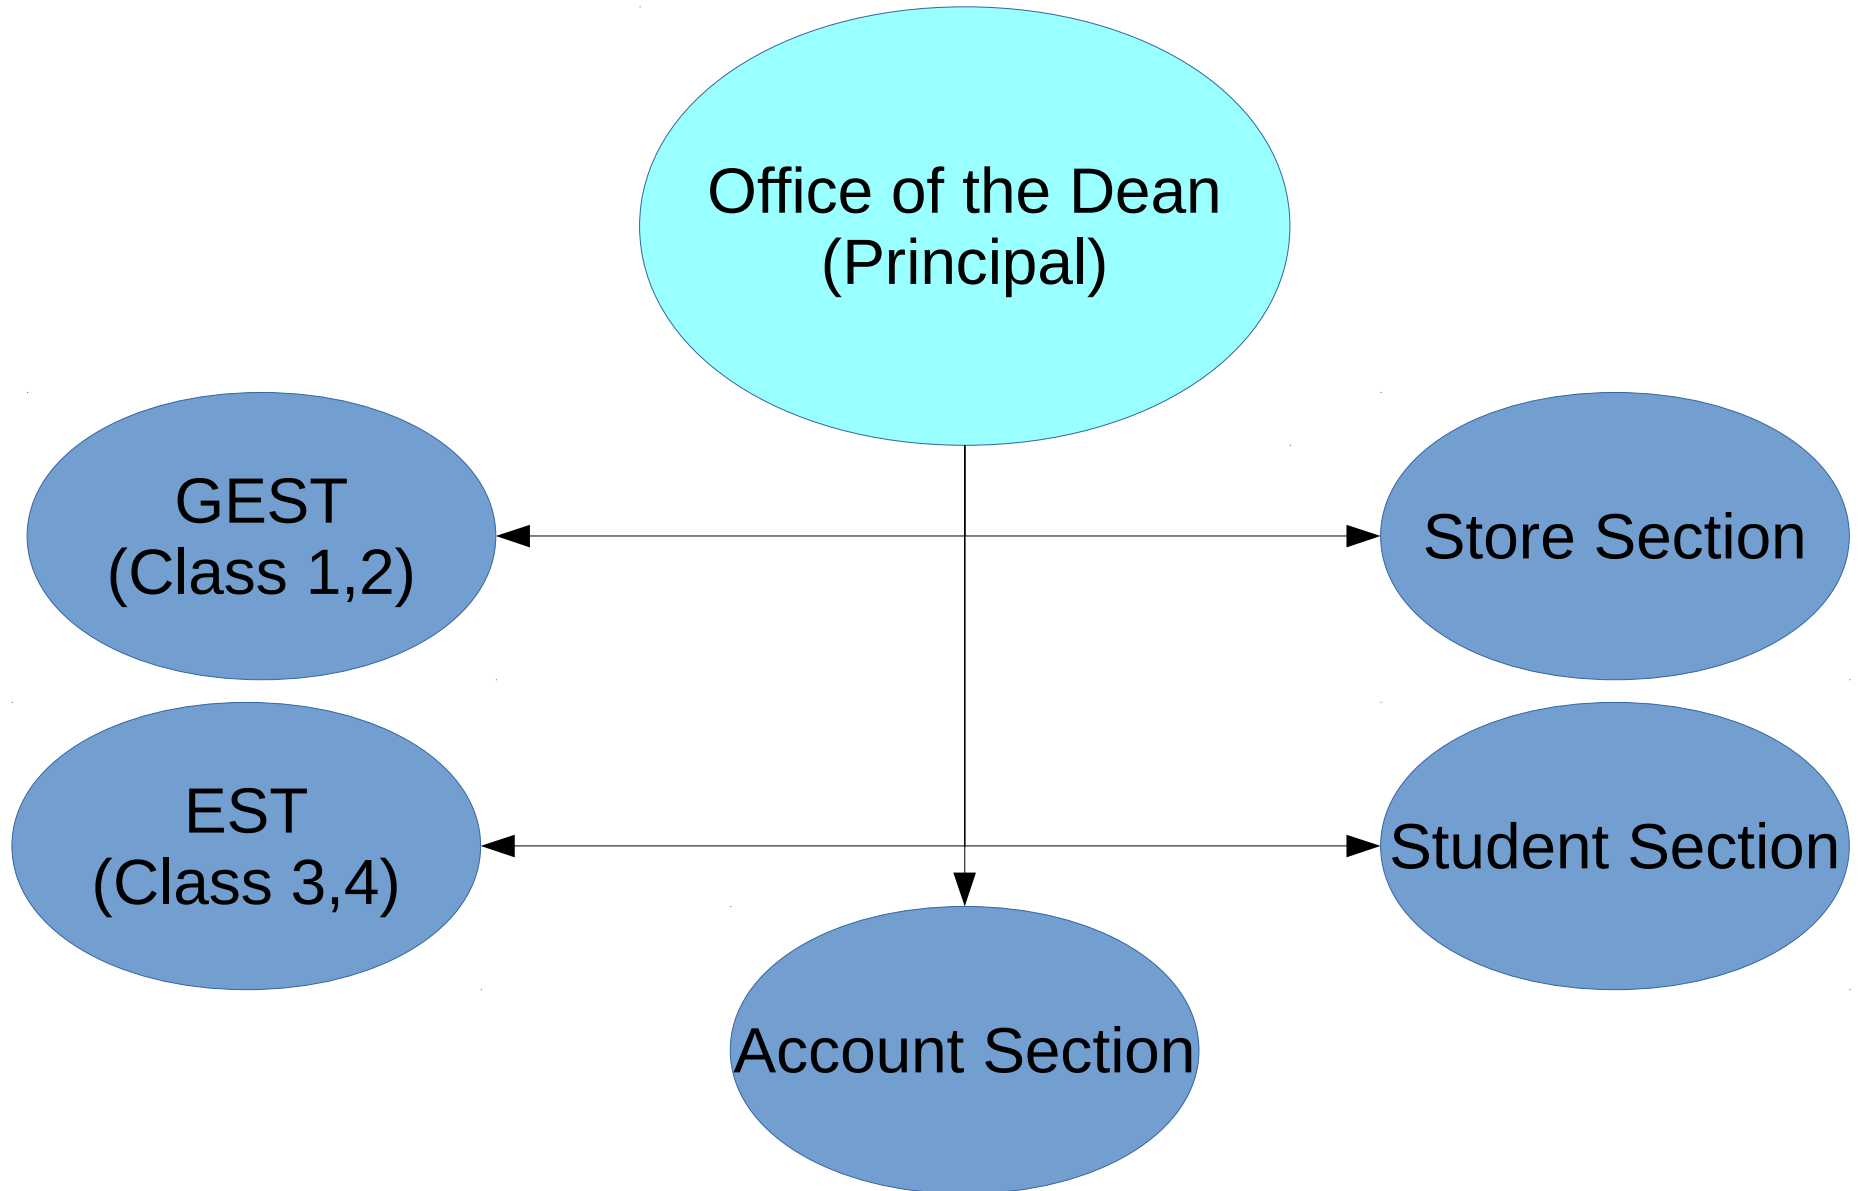 Office of the Dean
(Principal)
GEST
(Class 1,2)
Store Section
EST
(Class 3,4)
Student Section
Account Section